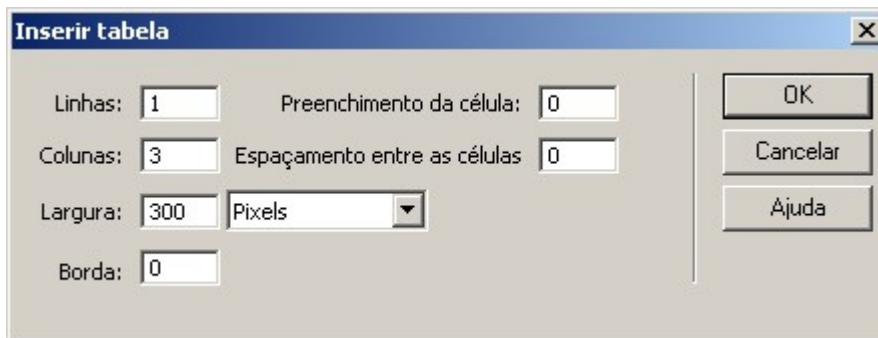 Inserir tabela
Linhas: 1 Preenchimento da célula: 0 OK
Colunas: 3 Espaçamento entre as células 0 Cancelar
Largura: 300 Pixels Ajuda
Borda: 0